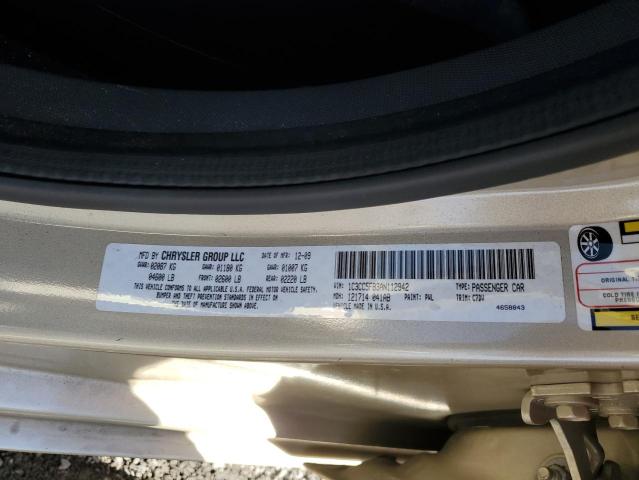 MFD BY CHRYSLER GROUP LLC DATE OF MFR 12-09
GVWR: 02087 KG GAWR: 01180 KG GAWR: 01007 KG
04600 LB FRONT: 02600 LB REAR: 02220 LB
THIS VEHICLE CONFORMS TO ALL APPLICABLE U.S.A. FEDERAL MOTOR VEHICLE SAFETY,
BUMPER AND THEFT PREVENTION STANDARDS IN EFFECT ON
THE DATE OF MANUFACTURE SHOWN ABOVE.
VIN: 1C3CC5FB3AN112942 TYPE: PASSENGER CAR
MDH: 121714 041AB PAINT: PKL TRIM: C7DV
VEHICLE MADE IN U.S.A. 4658843
ORIGINAL
COLD TIRE